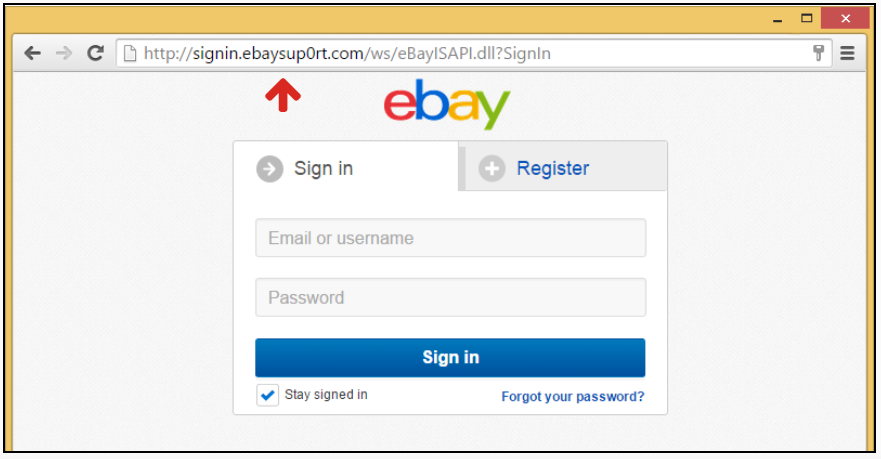 http://signin.ebaysup0rt.com/ws/eBayISAPI.dll?SignIn
ebay
Sign in
Register
Email or username
Password
Sign in
Stay signed in
Forgot your password?